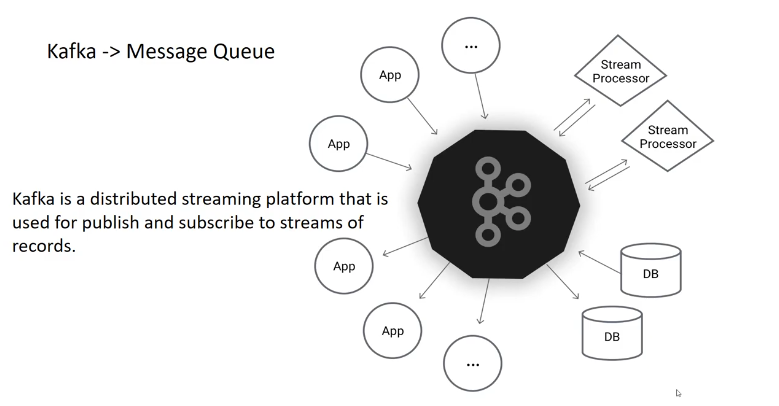 Kafka -> Message Queue
...
App
Stream
Processor
App
Stream
Processor
Kafka is a distributed streaming platform that is
used for publish and subscribe to streams of
records.
App
DB
App
DB
...